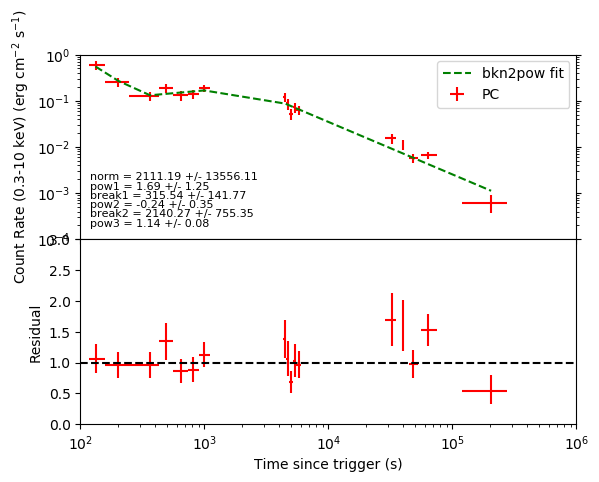 Count Rate (0.3-10 keV) (erg cm⁻² s⁻¹)
10⁰
10⁻¹
10⁻²
10⁻³
10⁻⁴
bkn2pow fit
PC
norm = 2111.19 +/- 13556.11
pow1 = 1.69 +/- 1.25
break1 = 315.54 +/- 141.77
pow2 = -0.24 +/- 0.35
break2 = 2140.27 +/- 755.35
pow3 = 1.14 +/- 0.08
Residual
3.0
2.5
2.0
1.5
1.0
0.5
0.0
10² 10³ 10⁴ 10⁵ 10⁶
Time since trigger (s)